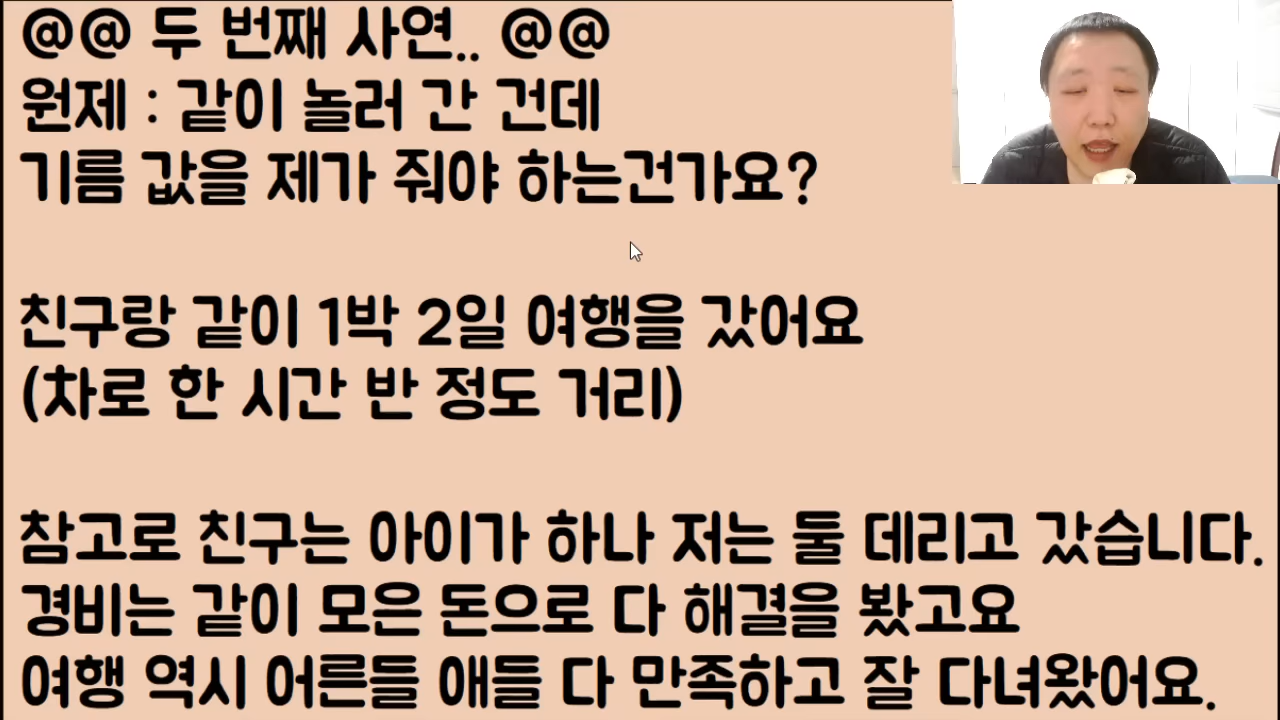 @@ 두 번째 사연.. @@
원제 : 같이 놀러 간 건데
기름 값을 제가 줘야 하는건가요?
친구랑 같이 1박 2일 여행을 갔어요
(차로 한 시간 반 정도 거리)
참고로 친구는 아이가 하나 저는 둘 데리고 갔습니다.
경비는 같이 모은 돈으로 다 해결을 봤고요
여행 역시 어른들 애들 다 만족하고 잘 다녀왔어요.